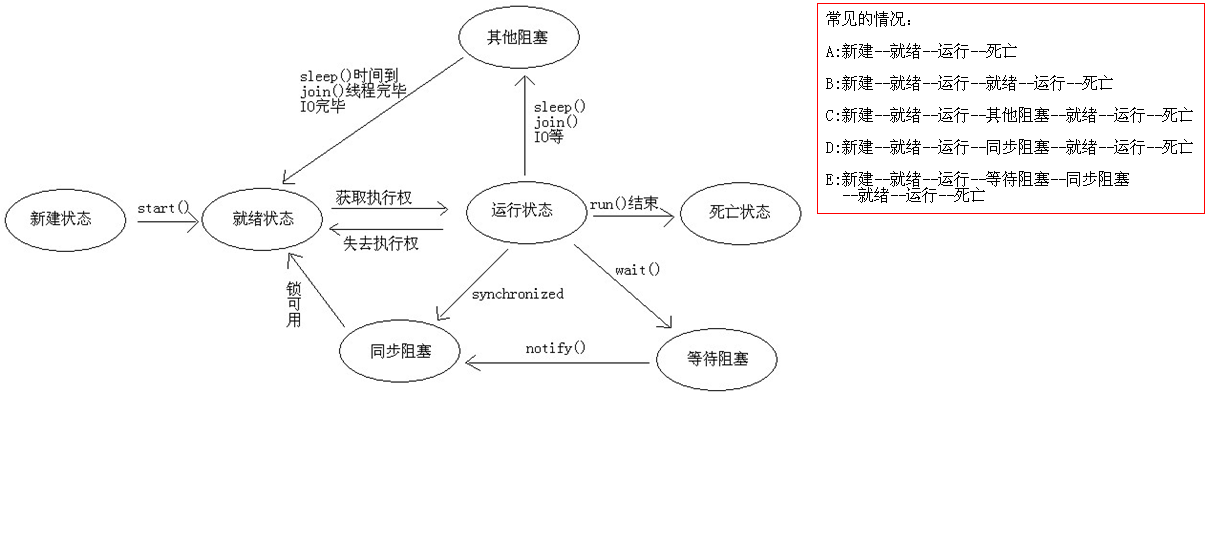 其他阻塞
sleep()时间到
join()线程完毕
IO完毕
sleep()
join()
IO等
新建状态
start()
就绪状态
获取执行权
失去执行权
运行状态
run()结束
死亡状态
锁可用
synchronized
wait()
同步阻塞
notify()
等待阻塞
常见的情况:
A:新建--就绪--运行--死亡
B:新建--就绪--运行--就绪--运行--死亡
C:新建--就绪--运行--其他阻塞--就绪--运行--死亡
D:新建--就绪--运行--同步阻塞--就绪--运行--死亡
E:新建--就绪--运行--等待阻塞--同步阻塞
--就绪--运行--死亡